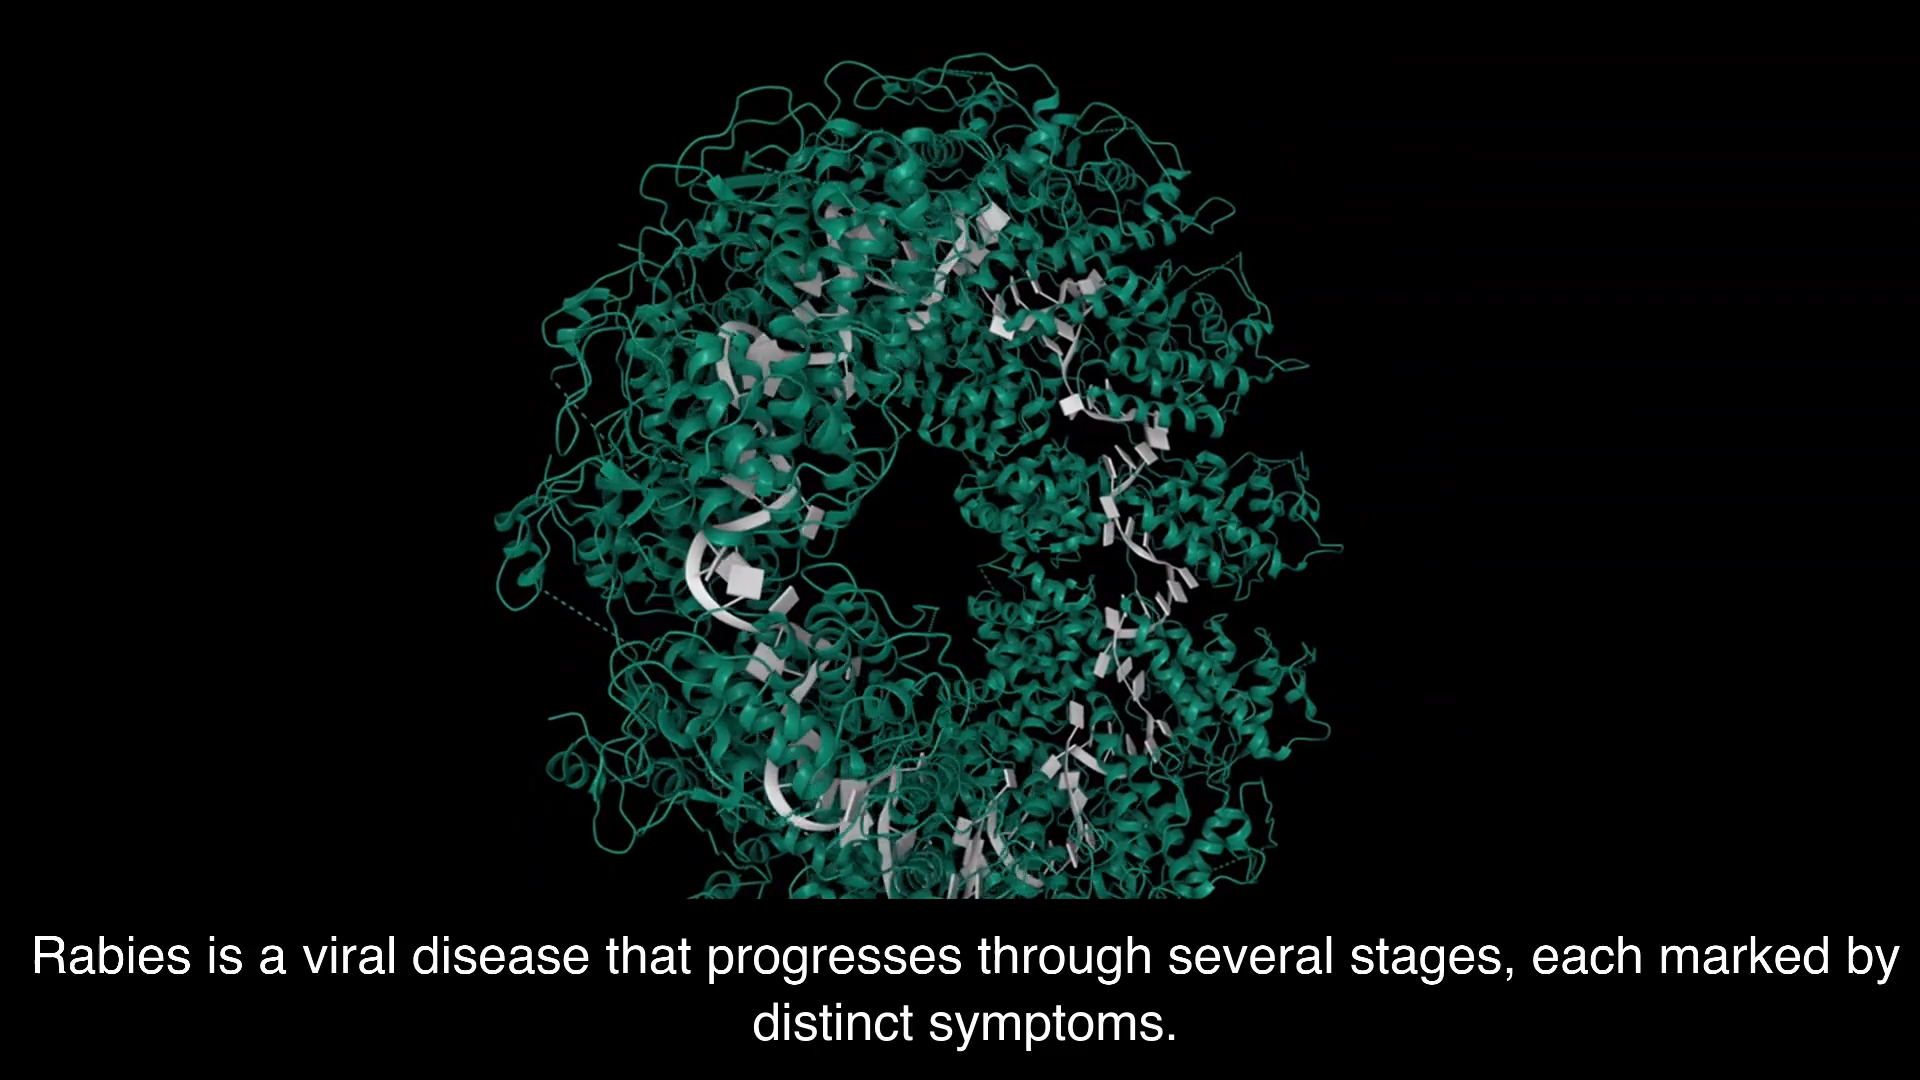 Rabies is a viral disease that progresses through several stages, each marked by
distinct symptoms.